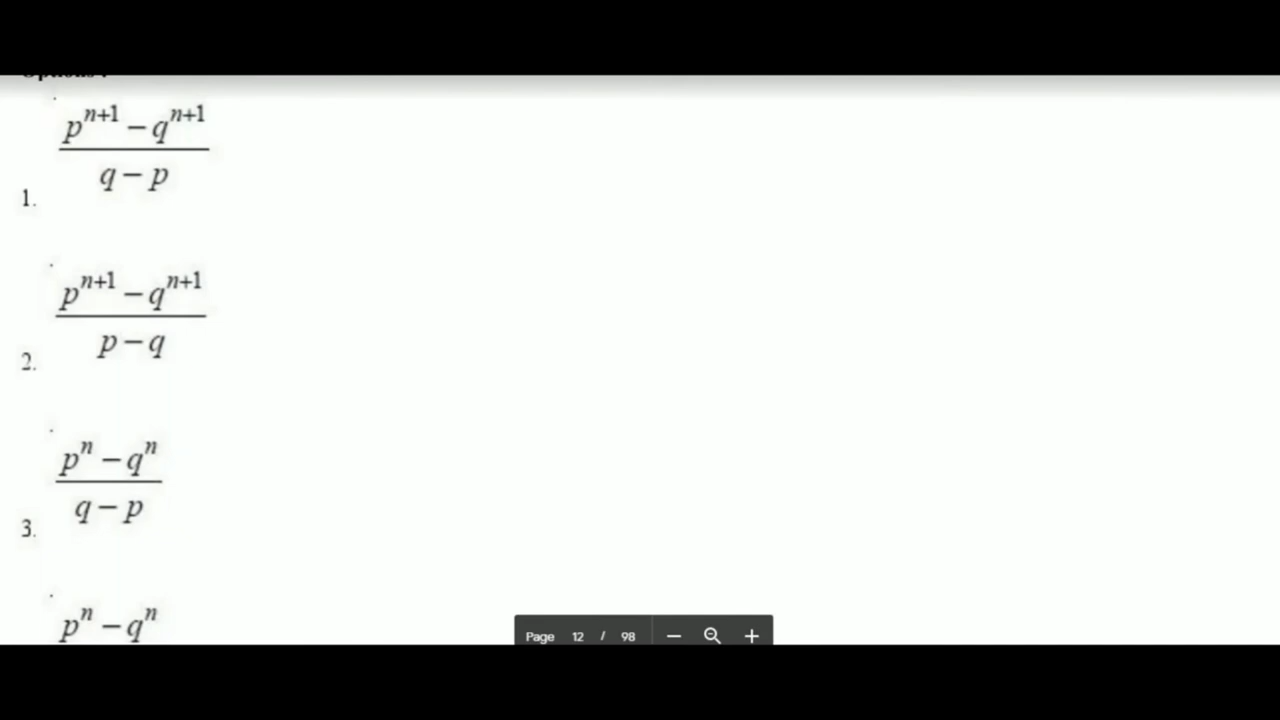 p^{n+1} − q^{n+1}
q − p
1.
p^{n+1} − q^{n+1}
p − q
2.
p^n − q^n
q − p
3.
p^n − q^n
Page 12 / 98 − +